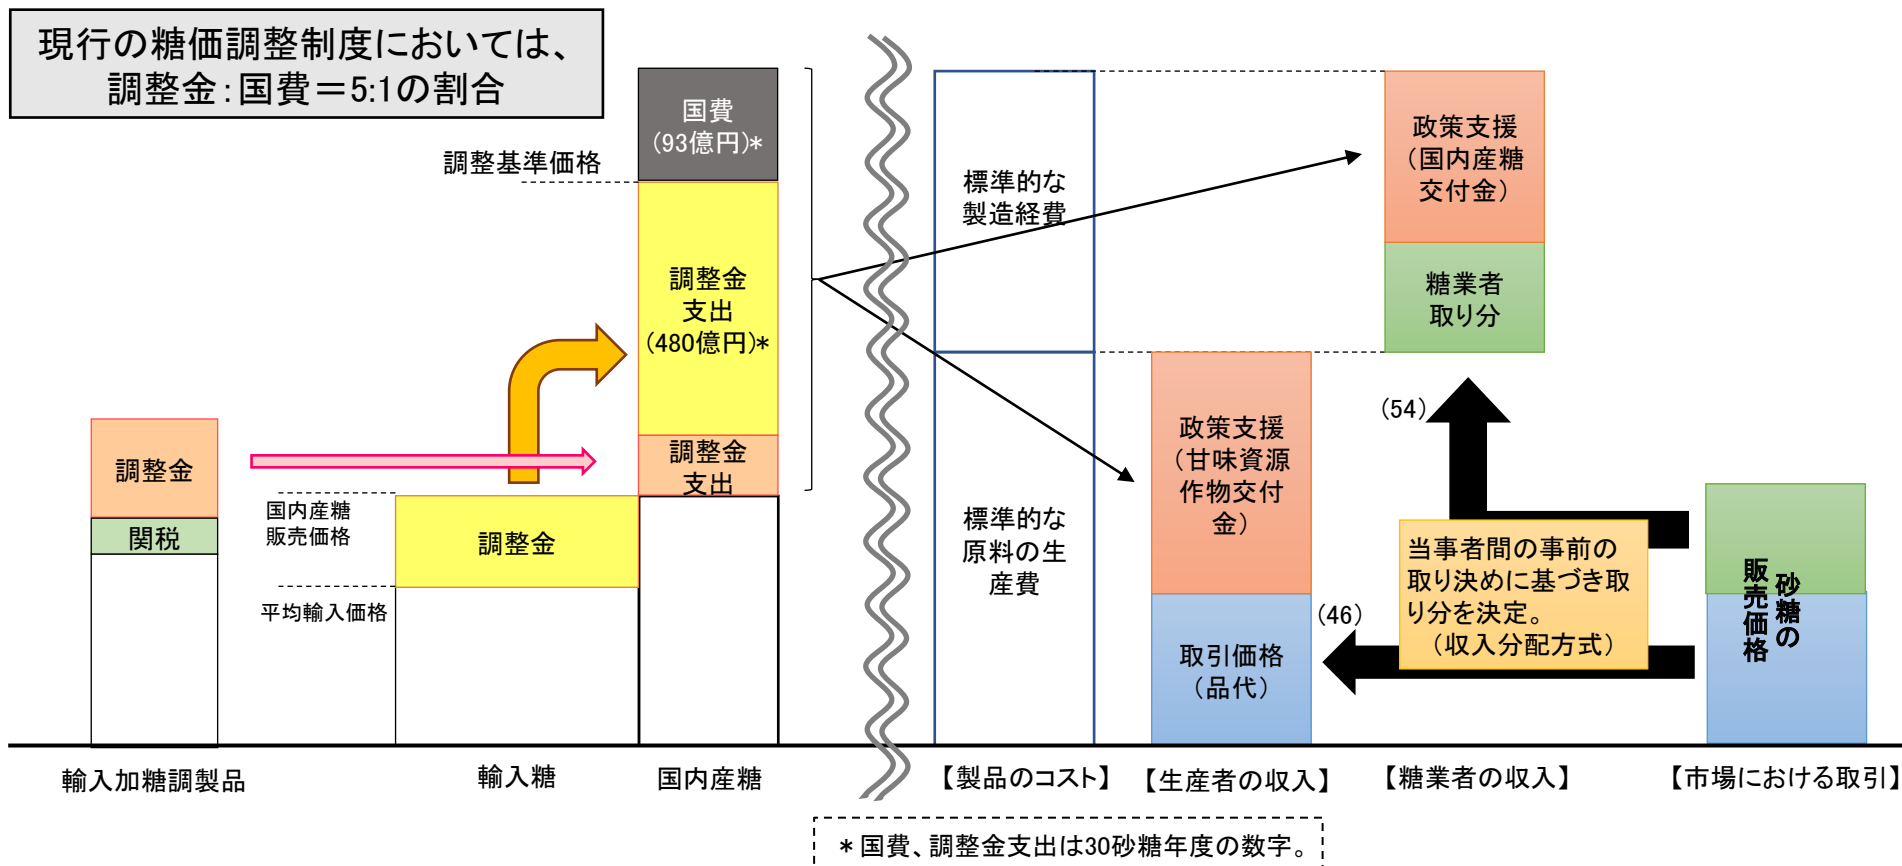 現行の糖価調整制度においては、
調整金：国費＝5:1の割合
国費
(93億円)*
調整基準価格
調整金
支出
(480億円)*
調整金
支出
調整金
関税
国内産糖
販売価格
調整金
平均輸入価格
輸入加糖調製品
輸入糖
国内産糖
標準的な
製造経費
標準的な
原料の生
産費
政策支援
（甘味資源
作物交付
金）
取引価格
（品代）
政策支援
（国内産糖
交付金）
糖業者
取り分
(54)
(46)
当事者間の事前の
取り決めに基づき取
り分を決定。
（収入分配方式）
砂糖の
販売価格
【製品のコスト】
【生産者の収入】
【糖業者の収入】
【市場における取引】
＊国費、調整金支出は30砂糖年度の数字。